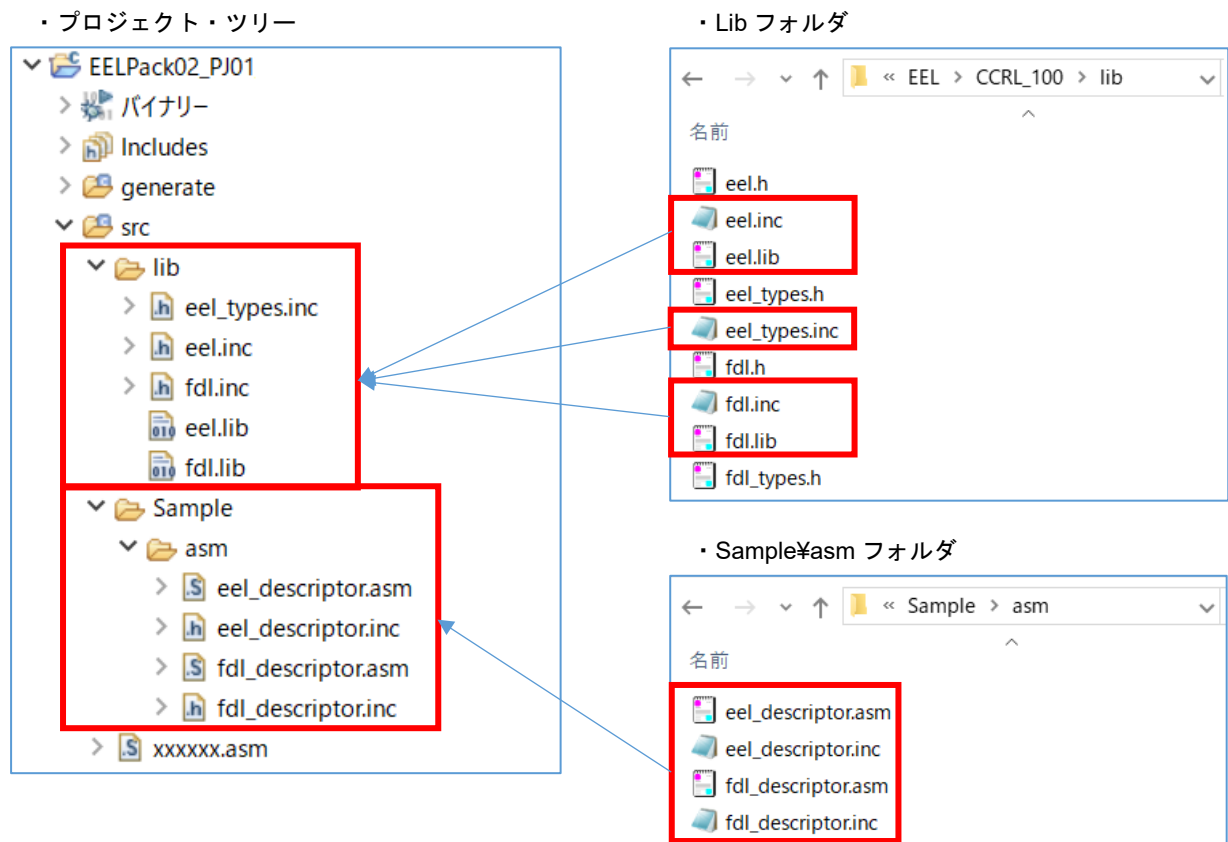 ・プロジェクト・ツリー
EELPack02_PJ01
バイナリー
Includes
generate
src
lib
eel_types.inc
eel.inc
fdl.inc
eel.lib
fdl.lib
Sample
asm
eel_descriptor.asm
eel_descriptor.inc
fdl_descriptor.asm
fdl_descriptor.inc
xxxxxx.asm
・Lib フォルダ
« EEL > CCRL_100 > lib
名前
eel.h
eel.inc
eel.lib
eel_types.h
eel_types.inc
fdl.h
fdl.inc
fdl.lib
fdl_types.h
・Sample¥asm フォルダ
« Sample > asm
名前
eel_descriptor.asm
eel_descriptor.inc
fdl_descriptor.asm
fdl_descriptor.inc